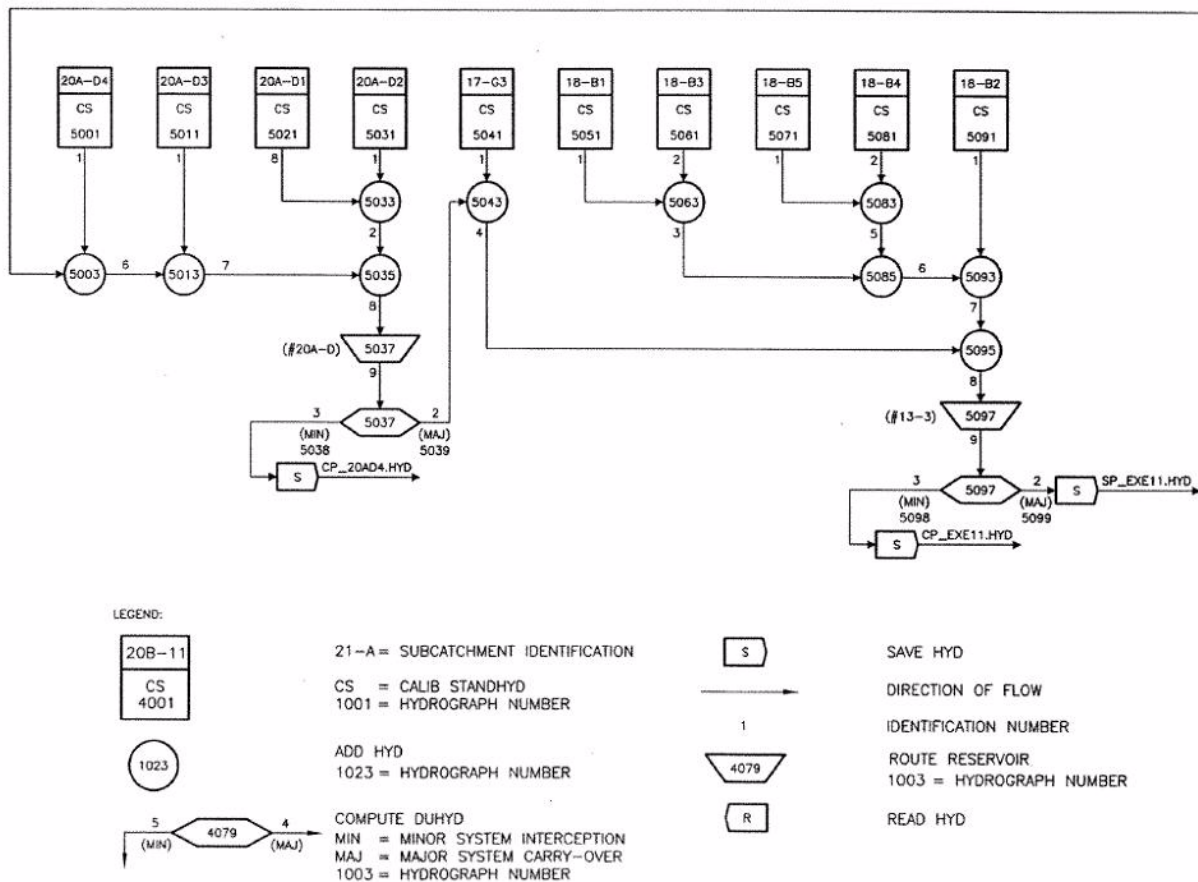 20A-D4 20A-D3 20A-D1 20A-D2 17-G3 18-B1 18-B3 18-B5 18-B4 18-B2
CS CS CS CS CS CS CS CS CS CS
5001 5011 5021 5031 5041 5051 5061 5071 5081 5091
1 1 8 1 1 1 2 1 2 1
5033 5043 5063 5083
2 4 3 5
5003 6 5013 7 5035 5085 6 5093
8 7
(#20A-D) 5037 5095
9 8
3 5037 2 (#13-3) 5097
(MIN) (MAJ) 9
5038 5039
S CP_20AD4.HYD
3 5097 2 S SP_EXE11.HYD
(MIN) (MAJ)
5098 5099
S CP_EXE11.HYD
LEGEND:
20B-11
CS
4001
21-A = SUBCATCHMENT IDENTIFICATION
CS = CALIB STANDHYD
1001 = HYDROGRAPH NUMBER
1023
ADD HYD
1023 = HYDROGRAPH NUMBER
5 4079 4
(MIN) (MAJ)
COMPUTE DUHYD
MIN = MINOR SYSTEM INTERCEPTION
MAJ = MAJOR SYSTEM CARRY-OVER
1003 = HYDROGRAPH NUMBER
S SAVE HYD
DIRECTION OF FLOW
1 IDENTIFICATION NUMBER
4079 ROUTE RESERVOIR
1003 = HYDROGRAPH NUMBER
R READ HYD